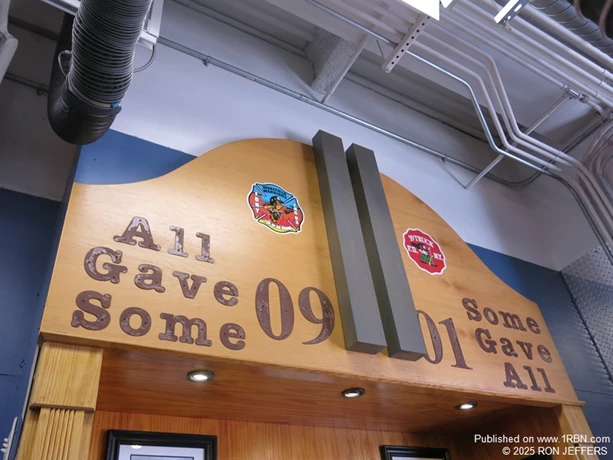 All
Gave
Some
09
01
Some
Gave
All
Published on www.1RBN.com
© 2025 RON JEFFERS